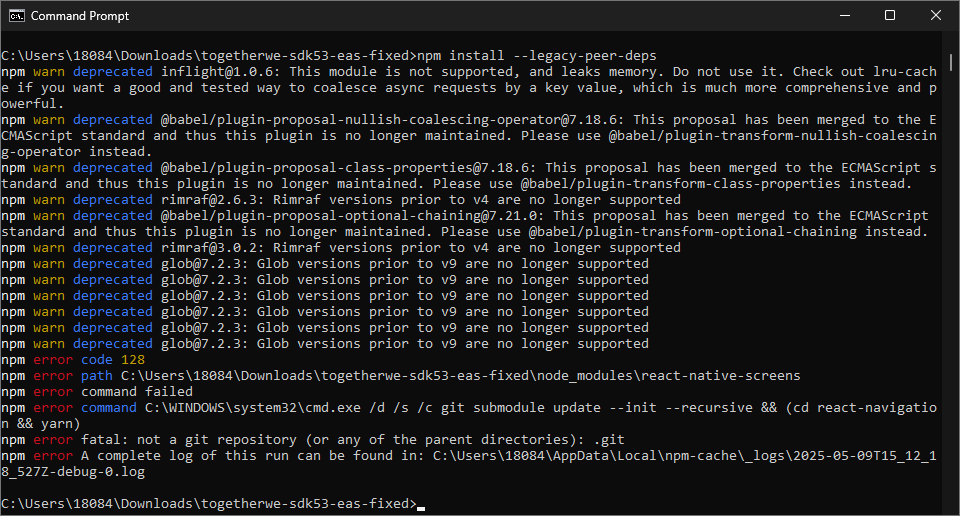 Command Prompt
C:\Users\18084\Downloads\togetherwe-sdk53-eas-fixed>npm install --legacy-peer-deps
npm warn deprecated inflight@1.0.6: This module is not supported, and leaks memory. Do not use it. Check out lru-cach
e if you want a good and tested way to coalesce async requests by a key value, which is much more comprehensive and p
owerful.
npm warn deprecated @babel/plugin-proposal-nullish-coalescing-operator@7.18.6: This proposal has been merged to the E
CMAScript standard and thus this plugin is no longer maintained. Please use @babel/plugin-transform-nullish-coalescin
g-operator instead.
npm warn deprecated @babel/plugin-proposal-class-properties@7.18.6: This proposal has been merged to the ECMAScript s
tandard and thus this plugin is no longer maintained. Please use @babel/plugin-transform-class-properties instead.
npm warn deprecated rimraf@2.6.3: Rimraf versions prior to v4 are no longer supported
npm warn deprecated @babel/plugin-proposal-optional-chaining@7.21.0: This proposal has been merged to the ECMAScript
standard and thus this plugin is no longer maintained. Please use @babel/plugin-transform-optional-chaining instead.
npm warn deprecated rimraf@3.0.2: Rimraf versions prior to v4 are no longer supported
npm warn deprecated glob@7.2.3: Glob versions prior to v9 are no longer supported
npm warn deprecated glob@7.2.3: Glob versions prior to v9 are no longer supported
npm warn deprecated glob@7.2.3: Glob versions prior to v9 are no longer supported
npm warn deprecated glob@7.2.3: Glob versions prior to v9 are no longer supported
npm warn deprecated glob@7.2.3: Glob versions prior to v9 are no longer supported
npm warn deprecated glob@7.2.3: Glob versions prior to v9 are no longer supported
npm error code 128
npm error path C:\Users\18084\Downloads\togetherwe-sdk53-eas-fixed\node_modules\react-native-screens
npm error command failed
npm error command C:\WINDOWS\system32\cmd.exe /d /s /c git submodule update --init --recursive && (cd react-navigatio
n && yarn)
npm error fatal: not a git repository (or any of the parent directories): .git
npm error A complete log of this run can be found in: C:\Users\18084\AppData\Local\npm-cache\_logs\2025-05-09T15_12_1
8_527Z-debug-0.log
C:\Users\18084\Downloads\togetherwe-sdk53-eas-fixed>